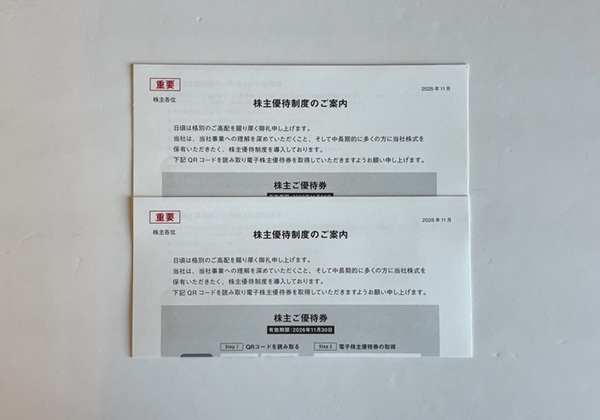 重要
2025年11月
株主各位
株主優待制度のご案内
日頃は格別のご高配を賜り厚く御礼申し上げます。
当社は、当社事業への理解を深めていただくこと、そして中長期的に多くの方に当社株式を
保有いただきたく、株主優待制度を導入しております。
下記QRコードを読み取り電子株主優待券を取得していただきますようお願い申し上げます。
株主ご優待券
重要
2025年11月
株主各位
株主優待制度のご案内
日頃は格別のご高配を賜り厚く御礼申し上げます。
当社は、当社事業への理解を深めていただくこと、そして中長期的に多くの方に当社株式を
保有いただきたく、株主優待制度を導入しております。
下記QRコードを読み取り電子株主優待券を取得していただきますようお願い申し上げます。
株主ご優待券
有効期限:2026年11月30日
Step 1 QRコードを読み取る Step 3 電子株主優待券の取得